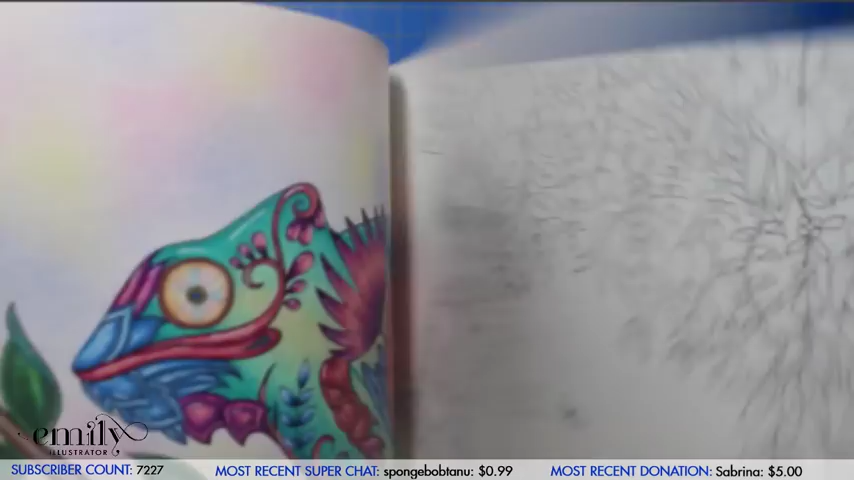 emily
ILLUSTRATOR
SUBSCRIBER COUNT: 7227 MOST RECENT SUPER CHAT: spongebobtanu: $0.99 MOST RECENT DONATION: Sabrina: $5.00